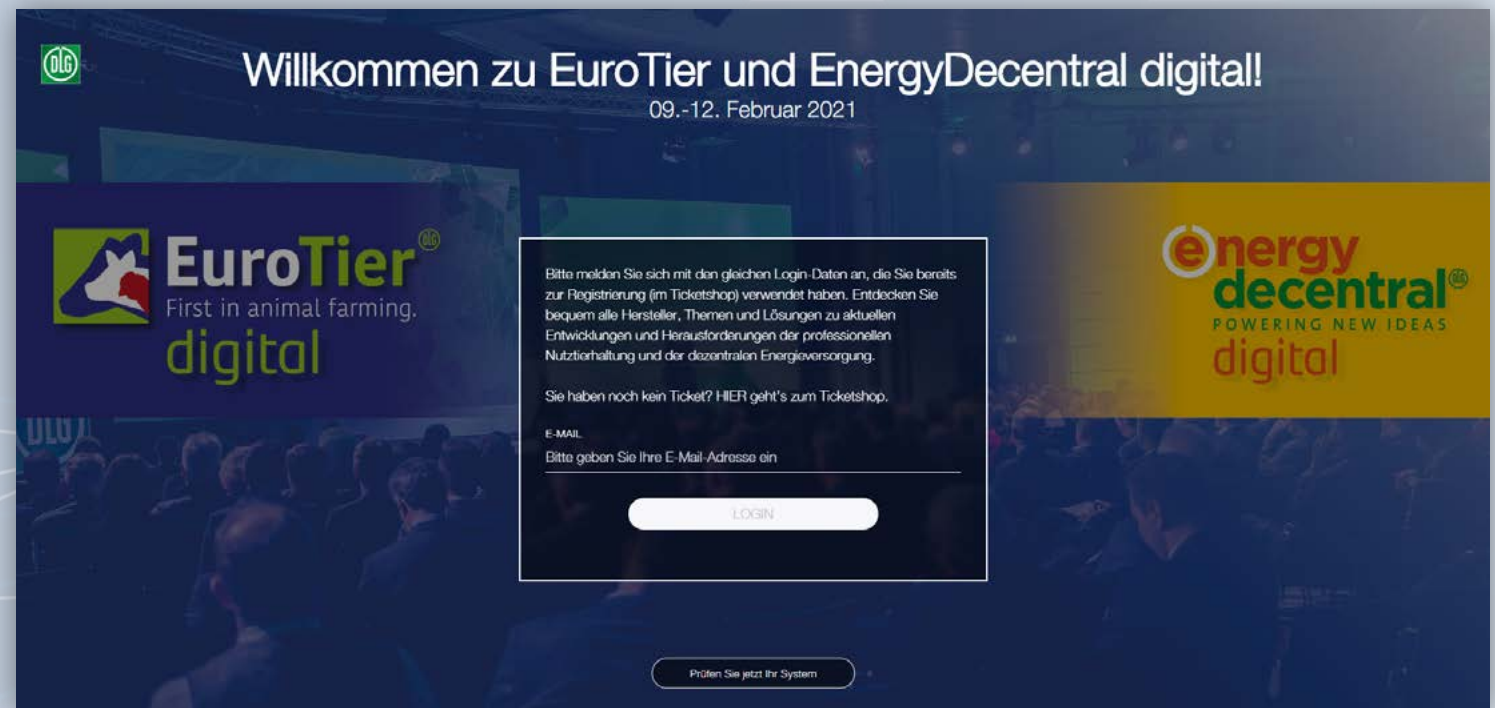 DLG
Willkommen zu EuroTier und EnergyDecentral digital!
09.-12. Februar 2021
EuroTier DLG
First in animal farming.
digital
energy
decentral DLG
POWERING NEW IDEAS
digital
Bitte melden Sie sich mit den gleichen Login-Daten an, die Sie bereits
zur Registrierung (im Ticketshop) verwendet haben. Entdecken Sie
bequem alle Hersteller, Themen und Lösungen zu aktuellen
Entwicklungen und Herausforderungen der professionellen
Nutztierhaltung und der dezentralen Energieversorgung.
Sie haben noch kein Ticket? HIER geht's zum Ticketshop.
E-MAIL
Bitte geben Sie Ihre E-Mail-Adresse ein
LOGIN
DLG
Prüfen Sie jetzt Ihr System